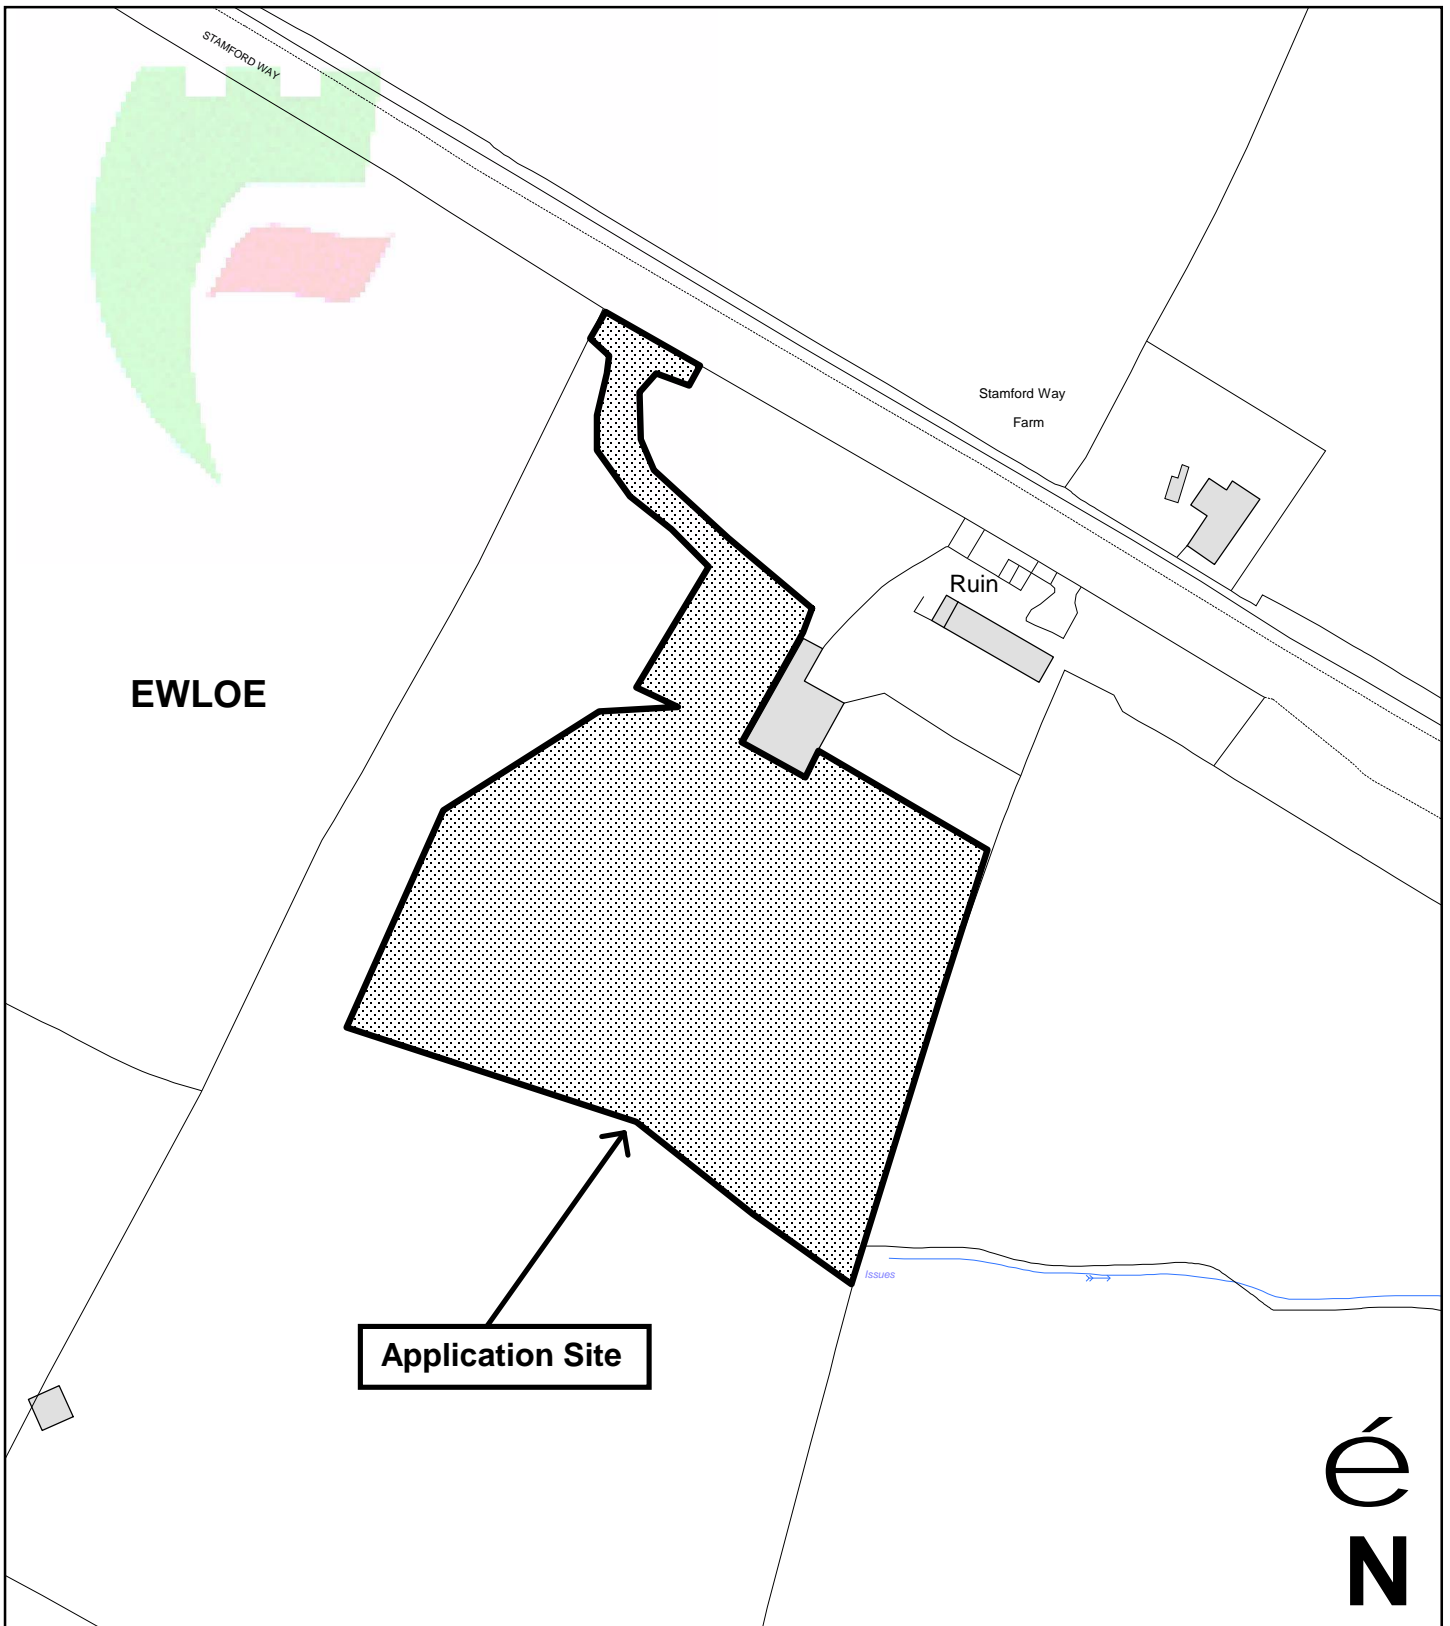 STAMFORD WAY
Stamford Way
Farm
Ruin
EWLOE
Issues
Application Site
é
N